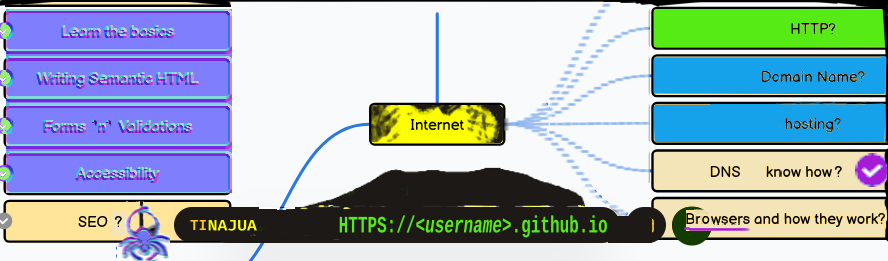 Learn the basics
Writing Semantic HTML
Forms 'n' Validations
Accessibility
SEO ?
Internet
HTTP?
Domain Name?
hosting?
DNS know how?
Browsers and how they work?
TINAJUA HTTPS://<username>.github.io